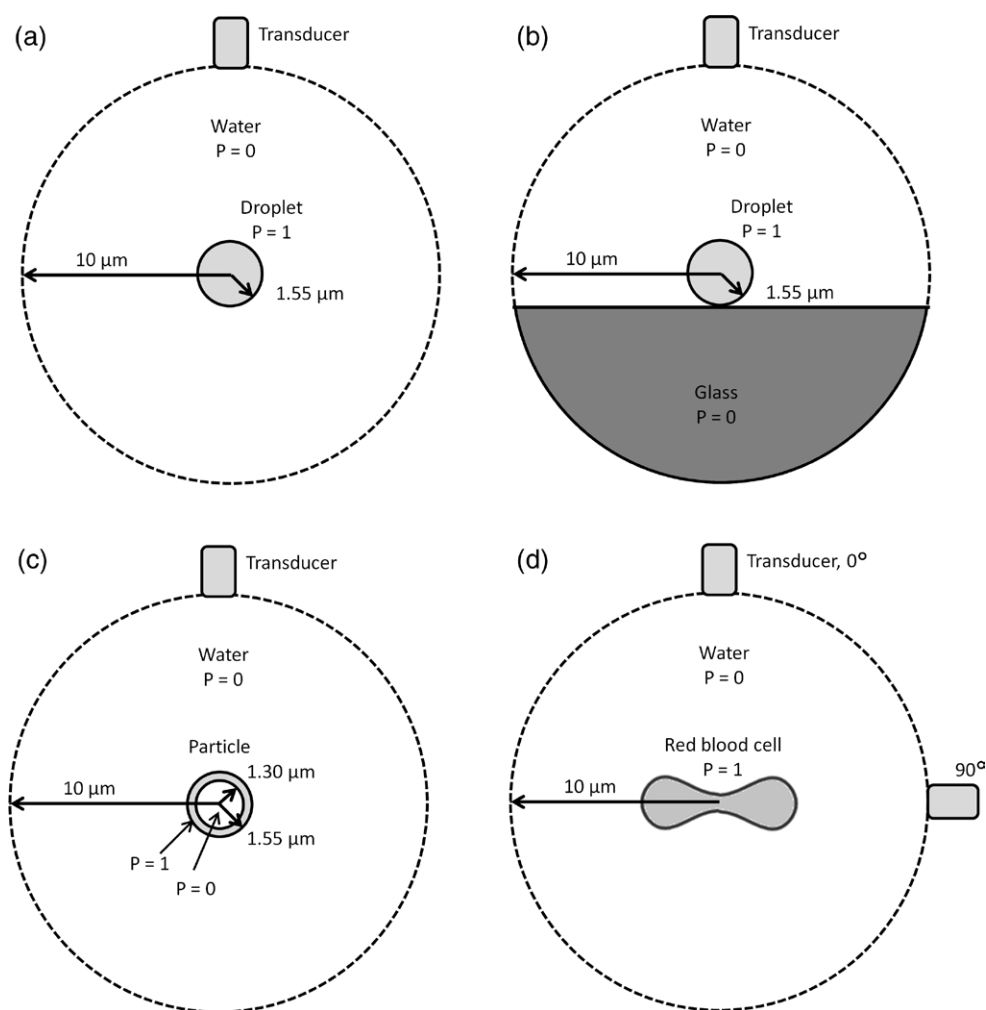 (a)
Transducer
Water
P = 0
Droplet
P = 1
10 μm
1.55 μm
(b)
Transducer
Water
P = 0
Droplet
P = 1
10 μm
1.55 μm
Glass
P = 0
(c)
Transducer
Water
P = 0
Particle
1.30 μm
10 μm
1.55 μm
P = 1
P = 0
(d)
Transducer, 0°
Water
P = 0
Red blood cell
P = 1
10 μm
90°